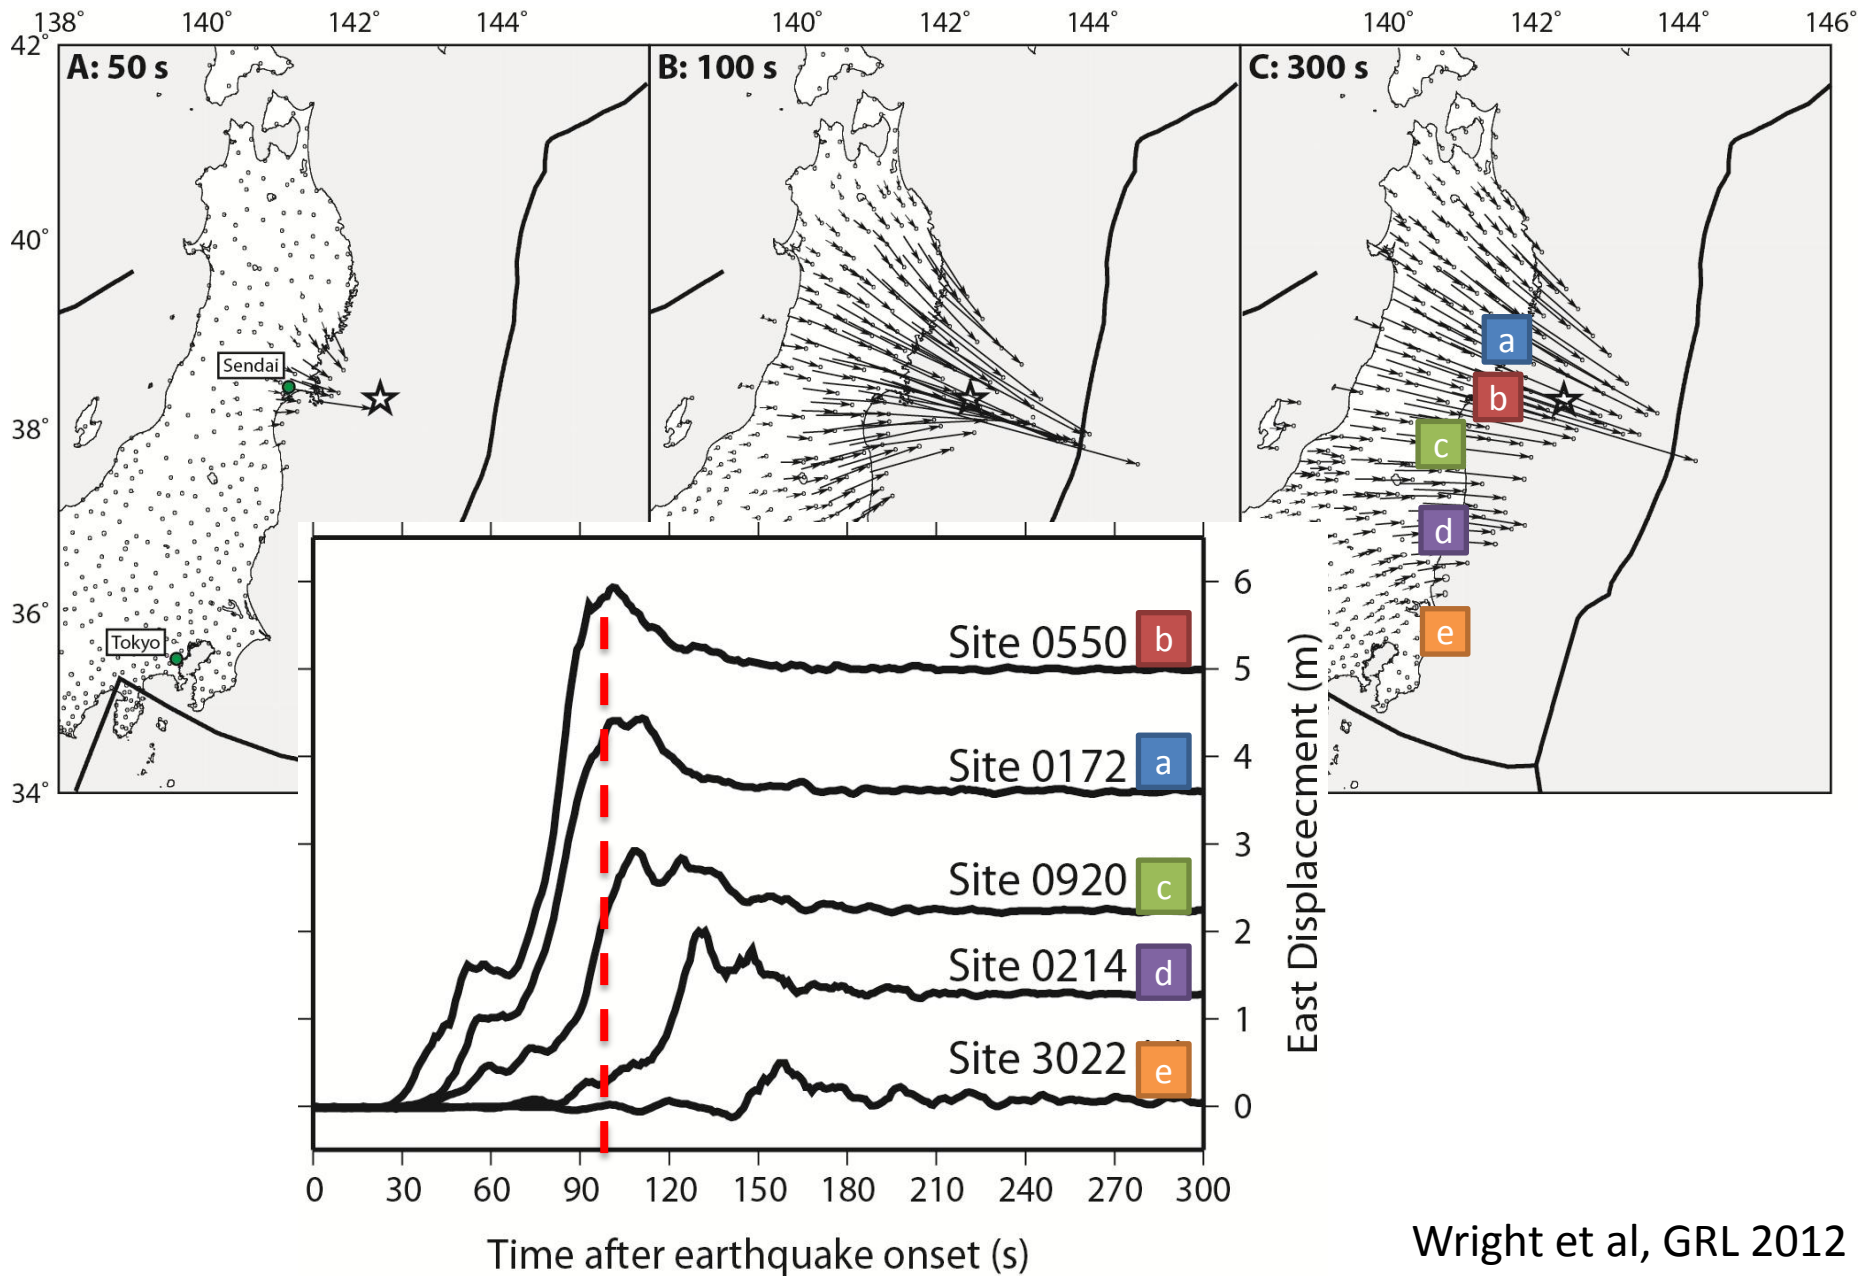 138° 140° 142° 144° 140° 142° 144° 140° 142° 144° 146°
42°
A: 50 s B: 100 s C: 300 s
40°
a
Sendai
b
38°
c
d
6
36°
Site 0550 b
e
Tokyo
5
Site 0172 a
4
34°
3
Site 0920 c
2
Site 0214 d
1
Site 3022 e
0
East Displacecment (m)
0 30 60 90 120 150 180 210 240 270 300
Time after earthquake onset (s)
Wright et al, GRL 2012